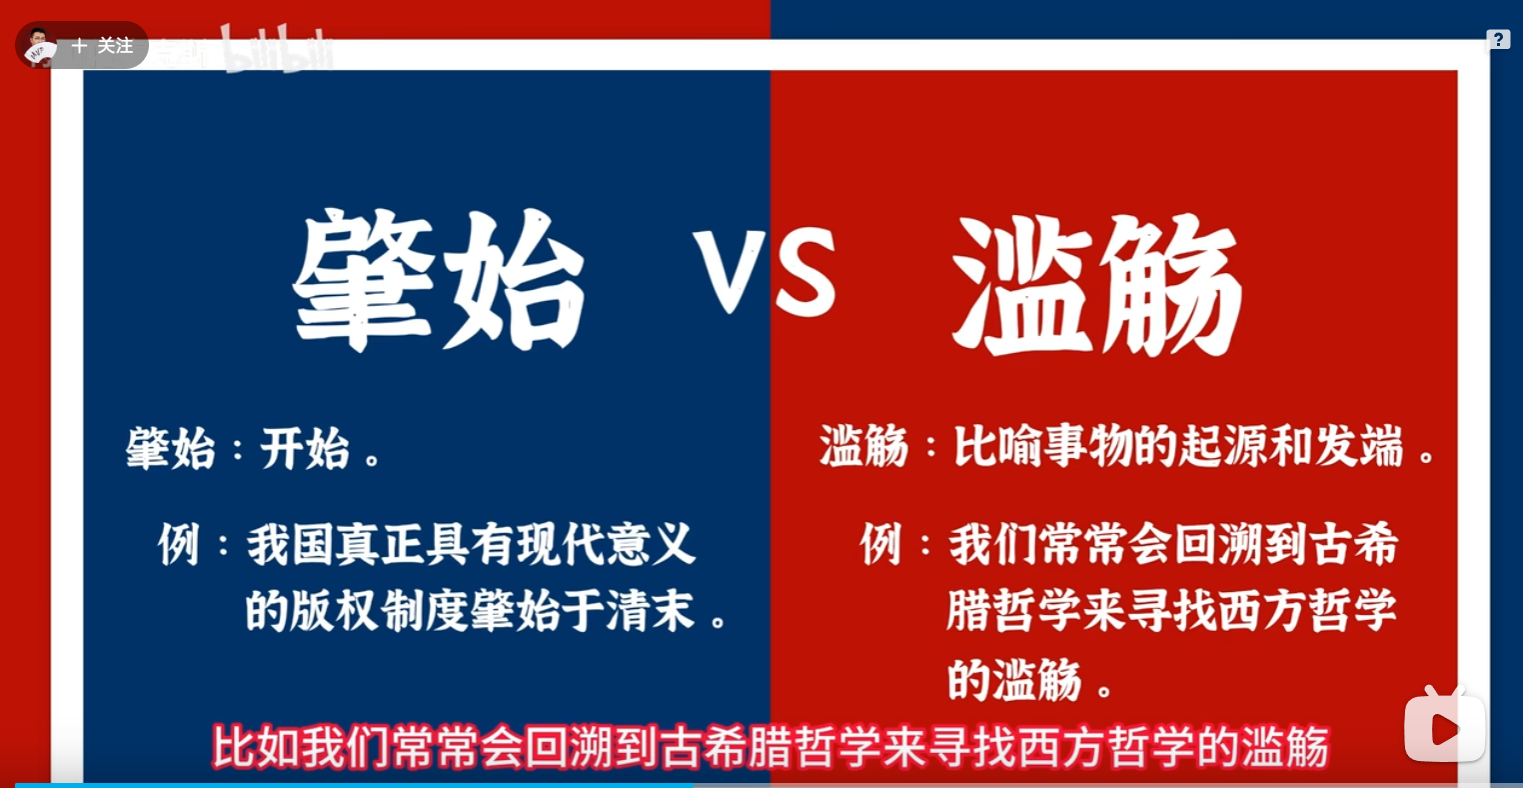 + 关注
bilibili
?
肇始 VS 滥觞
肇始：开始。
例：我国真正具有现代意义
的版权制度肇始于清末。
滥觞：比喻事物的起源和发端。
例：我们常常会回溯到古希
腊哲学来寻找西方哲学
的滥觞。
比如我们常常会回溯到古希腊哲学来寻找西方哲学的滥觞